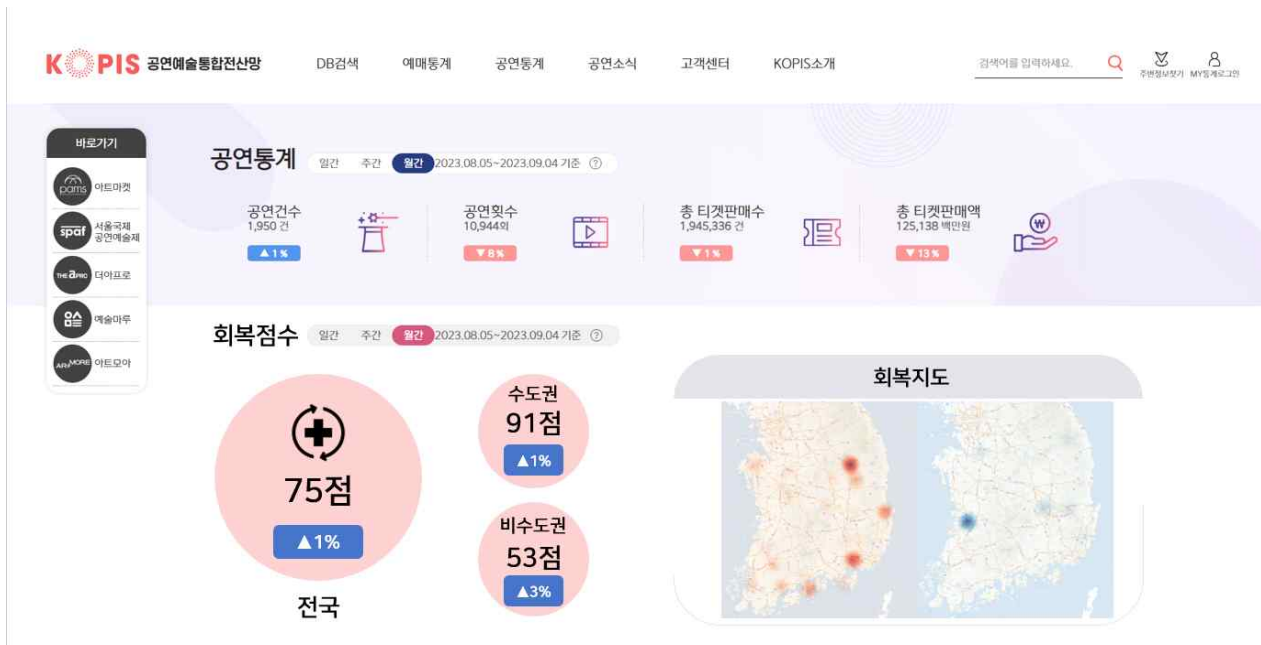 KOPIS 공연예술통합전산망
DB검색 예매통계 공연통계 공연소식 고객센터 KOPIS소개
검색어를 입력하세요.
주변정보찾기 MY통계로그인
바로가기
pams 아트마켓
spaf 서울국제
공연예술제
THE aPRO 더아프로
예술마루
ARTMORE 아트모아
공연통계 일간 주간 월간 2023.08.05~2023.09.04 기준 ?
공연건수
1,950 건
▲1%
공연횟수
10,944회
▼8%
총 티켓판매수
1,945,336 건
▼1%
총 티켓판매액
125,138 백만원
▼13%
회복점수 일간 주간 월간 2023.08.05~2023.09.04 기준 ?
75점
▲1%
전국
수도권
91점
▲1%
비수도권
53점
▲3%
회복지도